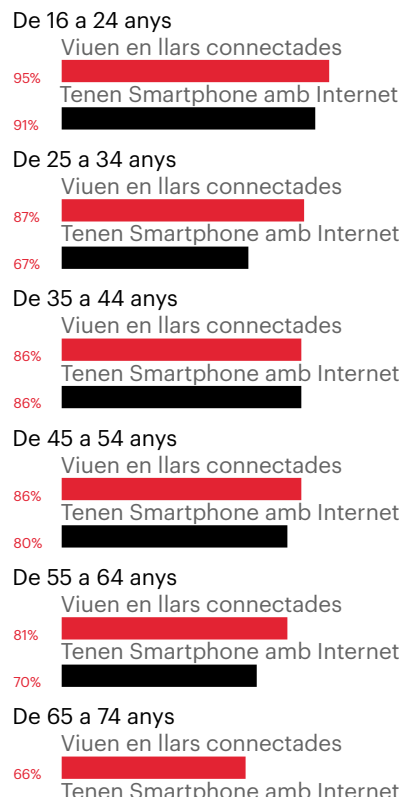 De 16 a 24 anys
Viuen en llars connectades
95%
Tenen Smartphone amb Internet
91%
De 25 a 34 anys
Viuen en llars connectades
87%
Tenen Smartphone amb Internet
67%
De 35 a 44 anys
Viuen en llars connectades
86%
Tenen Smartphone amb Internet
86%
De 45 a 54 anys
Viuen en llars connectades
86%
Tenen Smartphone amb Internet
80%
De 55 a 64 anys
Viuen en llars connectades
81%
Tenen Smartphone amb Internet
70%
De 65 a 74 anys
Viuen en llars connectades
66%
Tenen Smartphone amb Internet